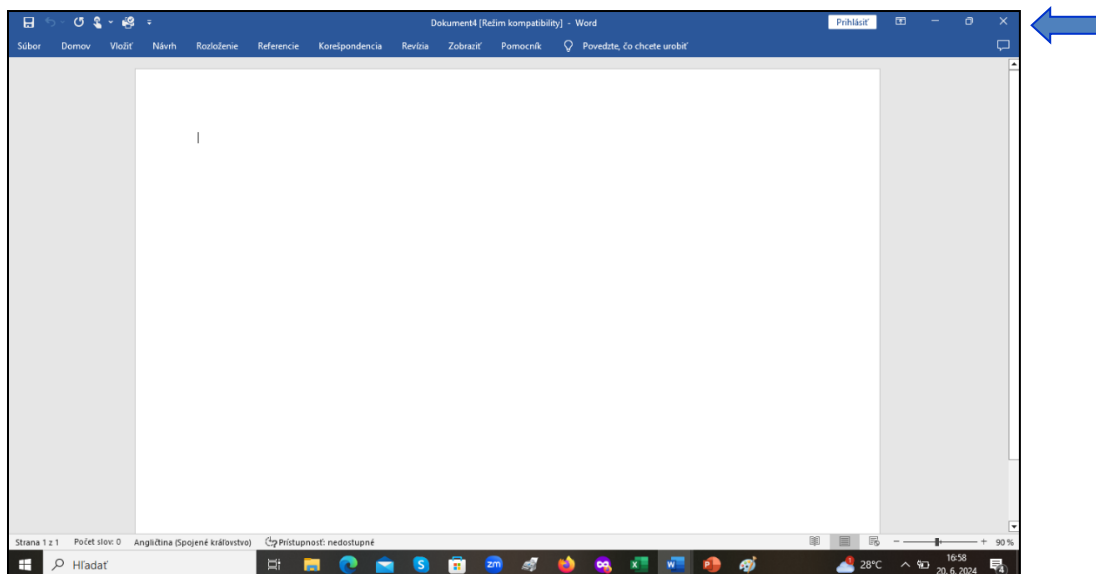 Dokument4 [Režim kompatibility] - Word
Prihlásiť
Súbor Domov Vložiť Návrh Rozloženie Referencie Korešpondencia Revízia Zobraziť Pomocník Povedzte, čo chcete urobiť
Strana 1 z 1 Počet slov: 0 Angličtina (Spojené kráľovstvo) Prístupnosť: nedostupné 90 %
Hľadať
28°C
16:58
20. 6. 2024